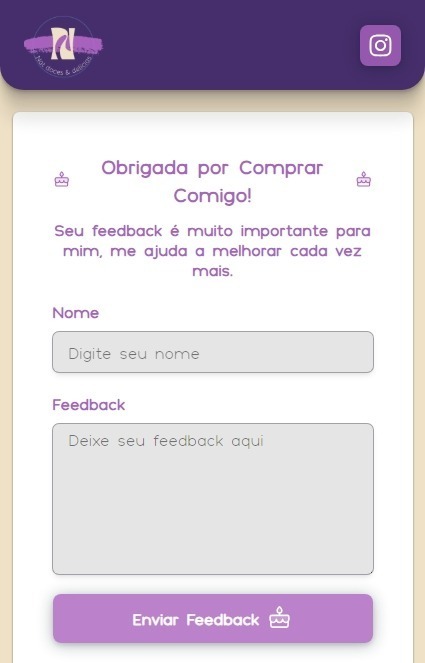 doces & delícias
Obrigada por Comprar
Comigo!
Seu feedback é muito importante para
mim, me ajuda a melhorar cada vez
mais.
Nome
Digite seu nome
Feedback
Deixe seu feedback aqui
Enviar Feedback